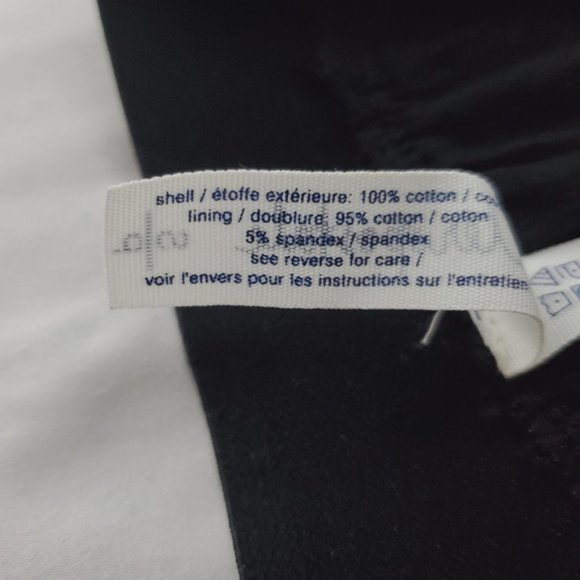 shell / étoffe extérieure: 100% cotton /
lining / doublure 95% cotton / coton
5% spandex / spandex
see reverse for care /
voir l'envers pour les instructions sur l'entretien